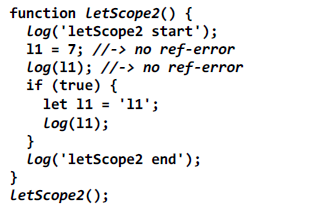 function letScope2() {
  log('letScope2 start');
  l1 = 7; //-> no ref-error
  log(l1); //-> no ref-error
  if (true) {
    let l1 = 'l1';
    log(l1);
  }
  log('letScope2 end');
}
letScope2();